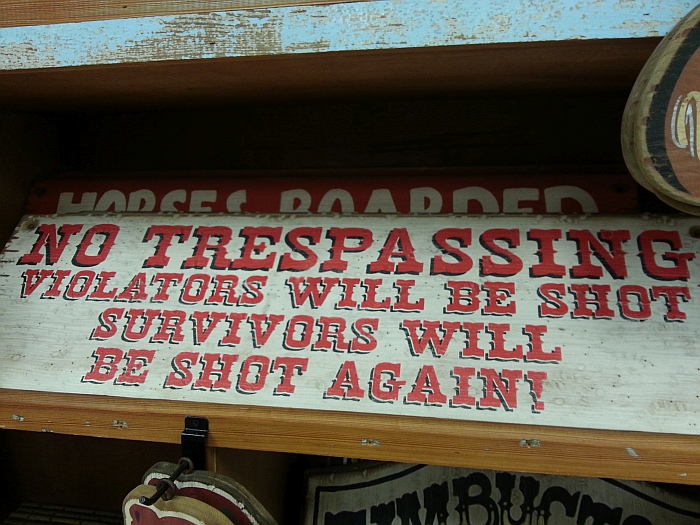 HORSES BOARDED
NO TRESPASSING
VIOLATORS WILL BE SHOT
SURVIVORS WILL
BE SHOT AGAIN!